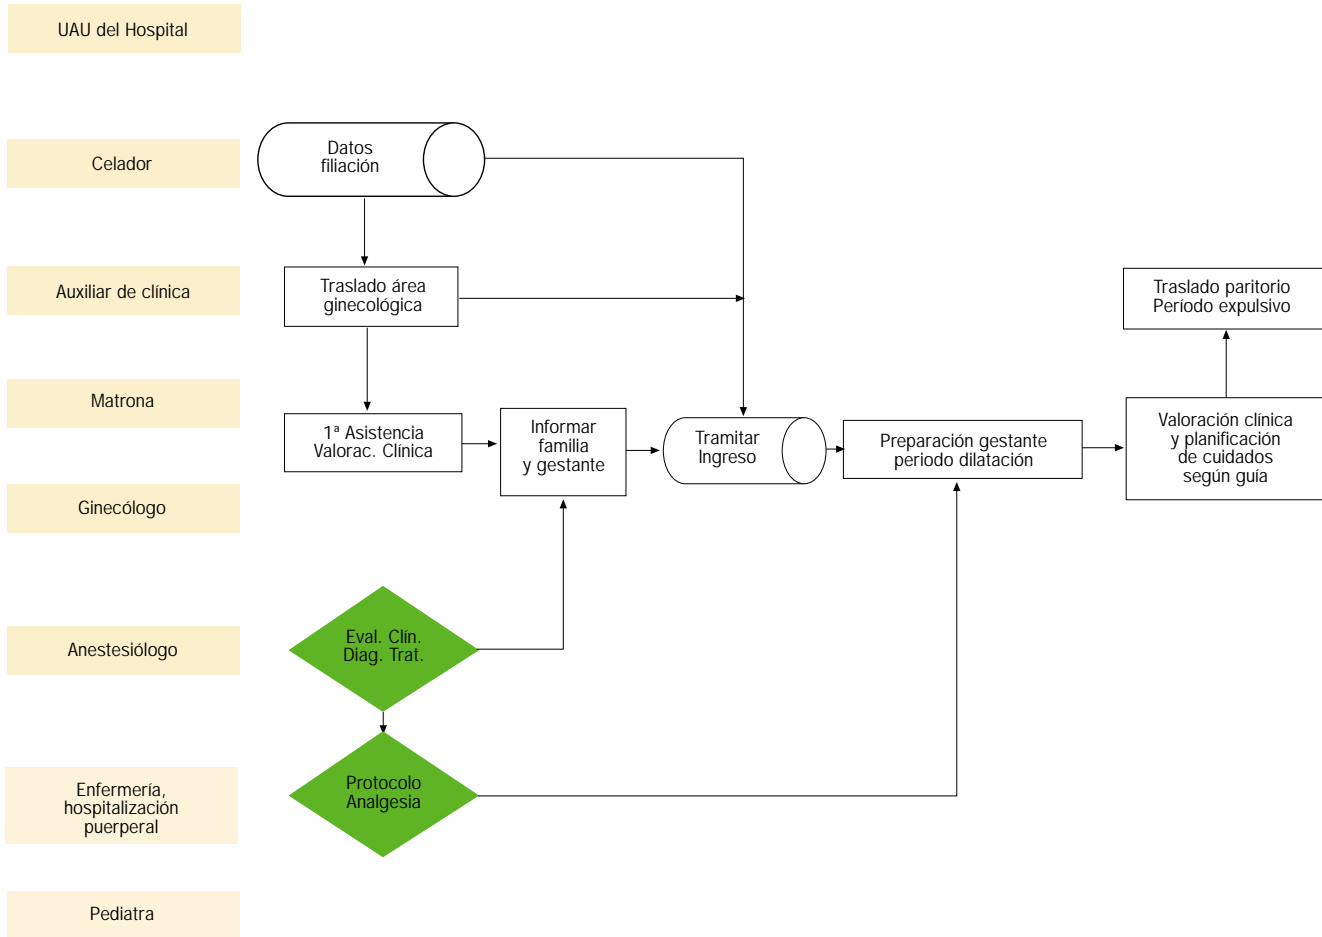 UAU del Hospital
Celador
Datos
filiación
Auxiliar de clínica
Traslado área
ginecológica
Traslado paritorio
Período expulsivo
Matrona
1ª Asistencia
Valorac. Clínica
Informar
familia
y gestante
Tramitar
Ingreso
Preparación gestante
periodo dilatación
Valoración clínica
y planificación
de cuidados
según guía
Ginecólogo
Anestesiólogo
Eval. Clín.
Diag. Trat.
Enfermería,
hospitalización
puerperal
Protocolo
Analgesia
Pediatra